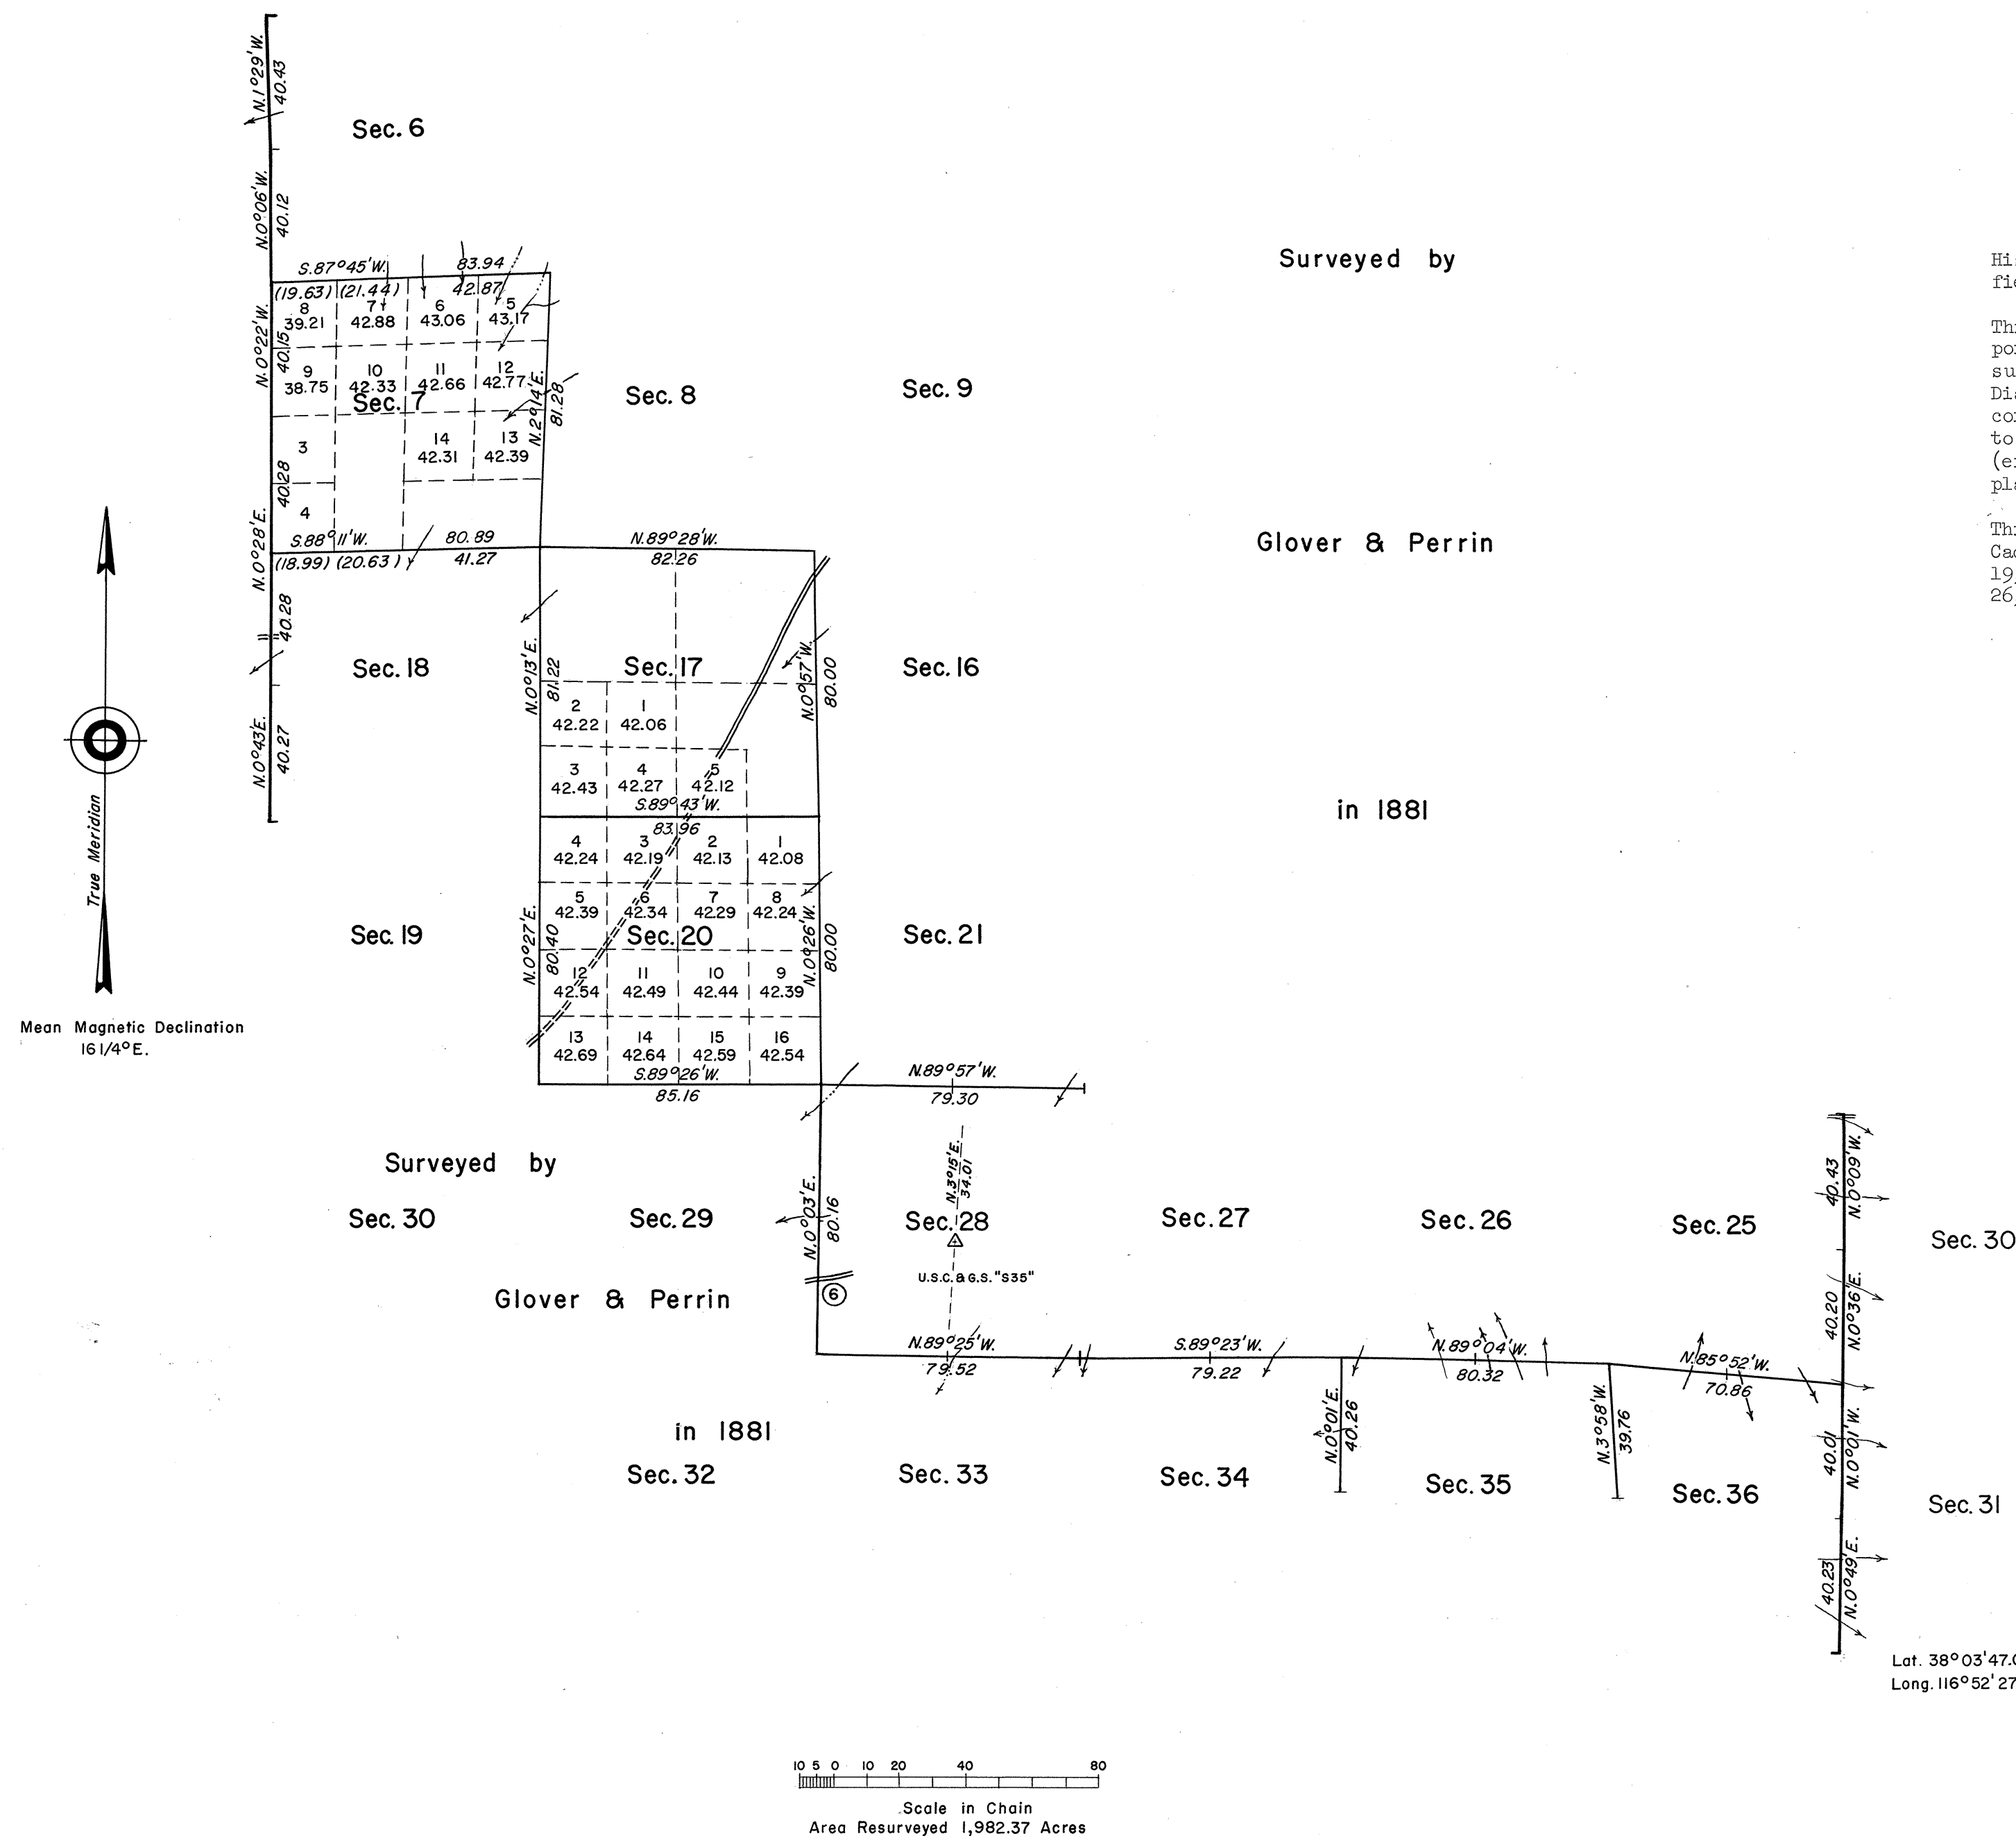 N.1°29'W.
40.43
Sec. 6
N.0°06'W.
40.12
S.87°45'W.
83.94
(19.63)
(21.44)
42.87
N.0°22'W.
40.15
8
39.21
7
42.88
6
43.06
5
43.17
9
38.75
10
42.33
11
42.66
12
42.77
Sec. 7
3
14
42.31
13
42.39
N.2°14'E.
81.28
Sec. 8
Sec. 9
40.28
4
N.0°28'E.
S.88°11'W.
80.89
(18.99)
(20.63)
41.27
N.89°28'W.
82.26
40.28
Sec. 18
N.0°13'E.
81.22
Sec. 17
N.0°57'W.
80.00
Sec. 16
N.0°43'E.
40.27
2
42.22
1
42.06
3
42.43
4
42.27
5
42.12
S.89°43'W.
83.96
4
42.24
3
42.19
2
42.13
1
42.08
5
42.39
6
42.34
7
42.29
8
42.24
Sec. 19
N.0°27'E.
80.40
Sec. 20
N.0°26'W.
80.00
Sec. 21
12
42.54
11
42.49
10
42.44
9
42.39
13
42.69
14
42.64
15
42.59
16
42.54
S.89°26'W.
85.16
N.89°57'W.
79.30
True Meridian
Mean Magnetic Declination
16 1/4° E.
Surveyed by
Glover & Perrin
in 1881
Surveyed by
Sec. 30
Sec. 29
N.0°03'E.
80.16
N.3°15'E.
34.01
Sec. 28
U.S.C. & G.S. "S35"
Sec. 27
Sec. 26
Sec. 25
40.43
N.0°09'W.
Sec. 30
Glover & Perrin
6
40.20
N.0°36'E.
N.89°25'W.
79.52
S.89°23'W.
79.22
N.89°04'W.
80.32
N.85°52'W.
70.86
in 1881
Sec. 32
Sec. 33
Sec. 34
N.0°01'E.
40.26
Sec. 35
N.3°58'W.
39.76
Sec. 36
40.01
N.0°01'W.
Sec. 31
40.23
N.0°49'E.
Lat. 38°03'47.
Long. 116°52'27
10 5 0 10 20 40 80
Scale in Chain
Area Resurveyed 1,982.37 Acres
to